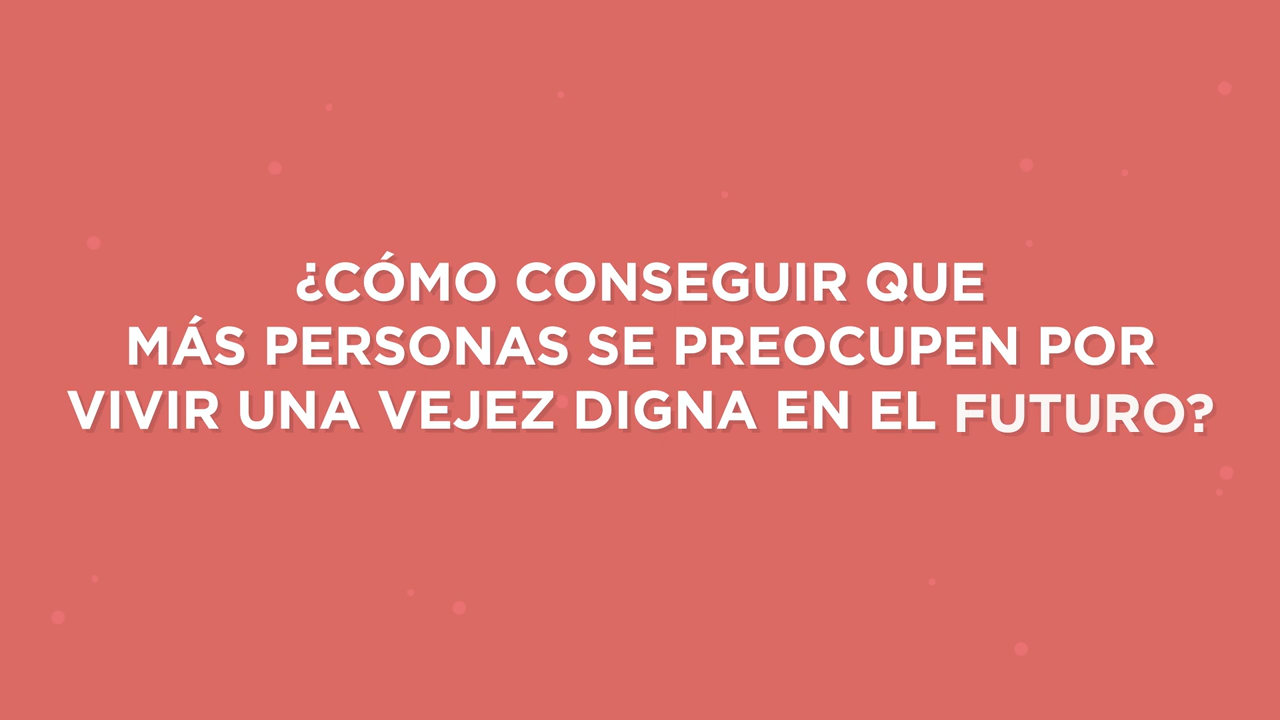 ¿CÓMO CONSEGUIR QUE
MÁS PERSONAS SE PREOCUPEN POR
VIVIR UNA VEJEZ DIGNA EN EL FUTURO?